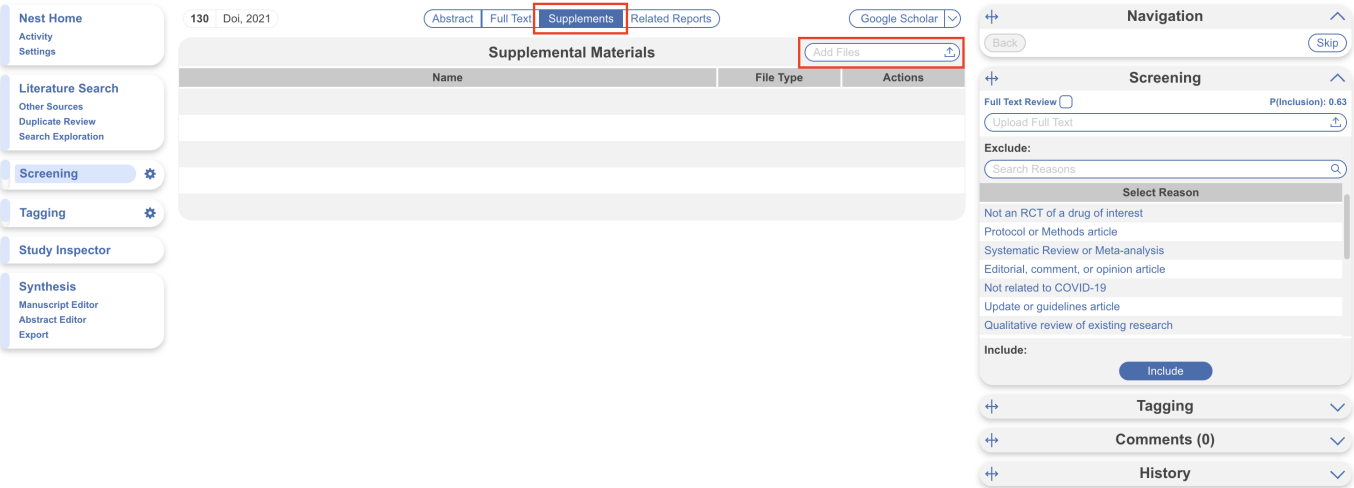 Nest Home
Activity
Settings
Literature Search
Other Sources
Duplicate Review
Search Exploration
Screening
Tagging
Study Inspector
Synthesis
Manuscript Editor
Abstract Editor
Export
130 Doi, 2021
Abstract Full Text Supplements Related Reports
Google Scholar
Supplemental Materials
Add Files
Name File Type Actions
Navigation
Back Skip
Screening
Full Text Review P(Inclusion): 0.63
Upload Full Text
Exclude:
Search Reasons
Select Reason
Not an RCT of a drug of interest
Protocol or Methods article
Systematic Review or Meta-analysis
Editorial, comment, or opinion article
Not related to COVID-19
Update or guidelines article
Qualitative review of existing research
Include:
Include
Tagging
Comments (0)
History